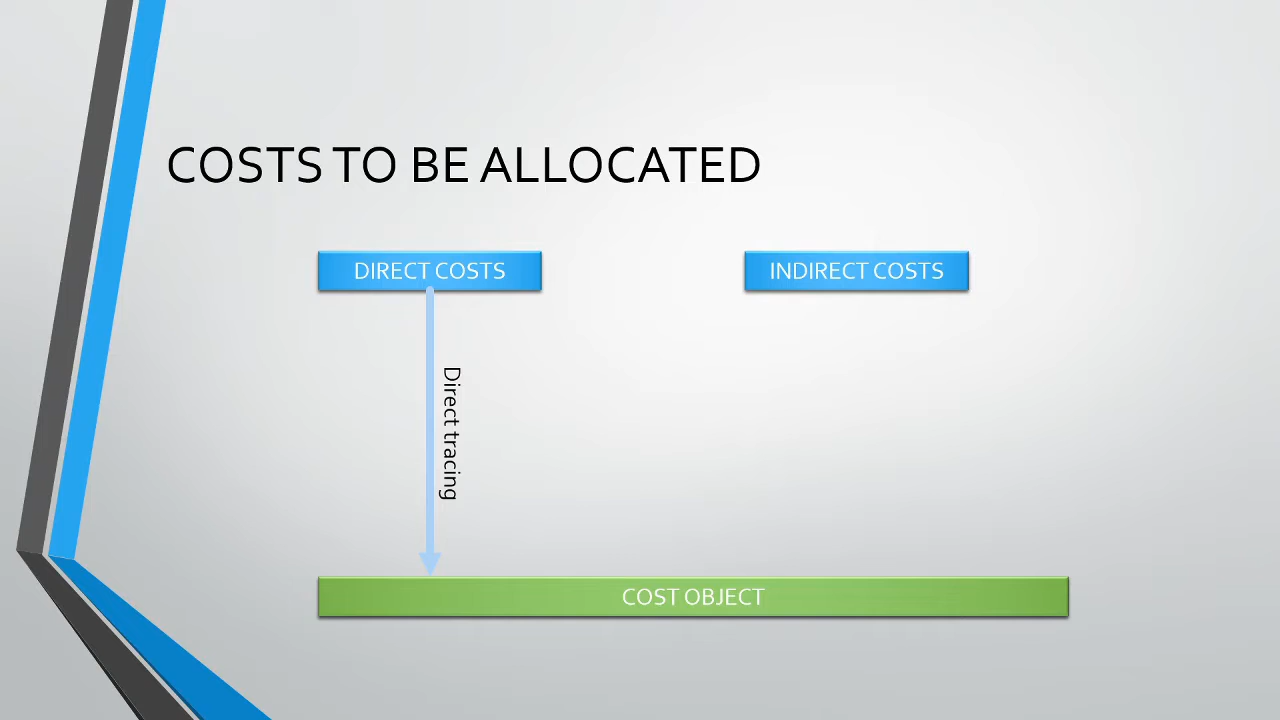 COSTS TO BE ALLOCATED
DIRECT COSTS
INDIRECT COSTS
Direct tracing
COST OBJECT